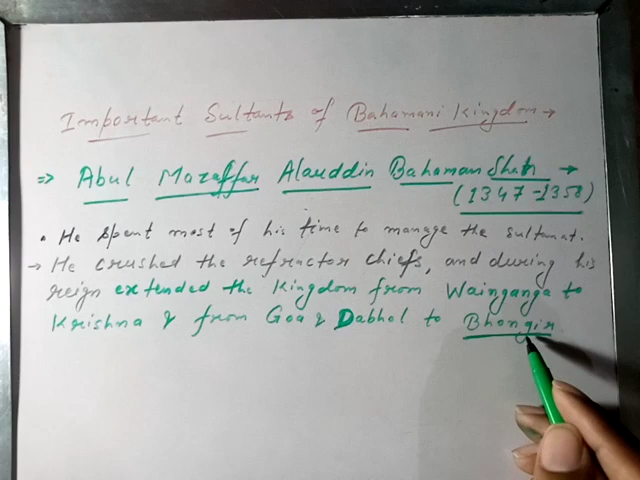 Important Sultants of Bahamani Kingdom →
⇒ Abul Mozaffar Alauddin Bahaman Shah →
(1347-1358)
• He spent most of his time to manage the sultanat.
→ He crushed the refractor chiefs, and during his
reign extended the Kingdom from Wainganga to
Krishna & from Goa & Dabhol to Bhongir.